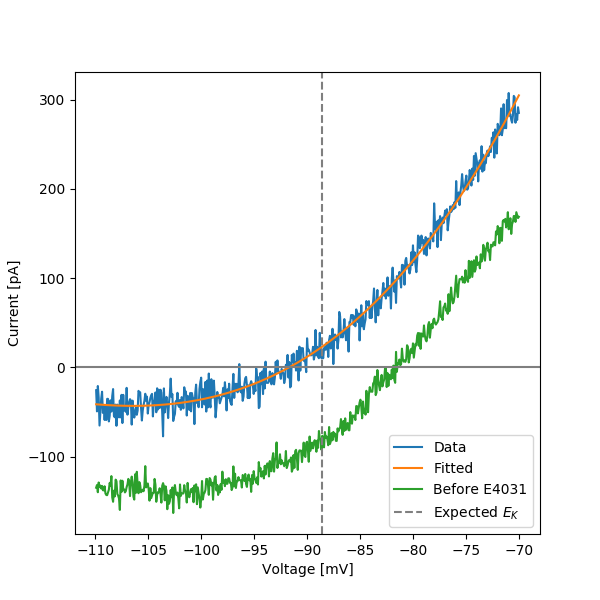 Current [pA]
300
200
100
0
−100
−110
−105
−100
−95
−90
−85
−80
−75
−70
Voltage [mV]
Data
Fitted
Before E4031
Expected E_K